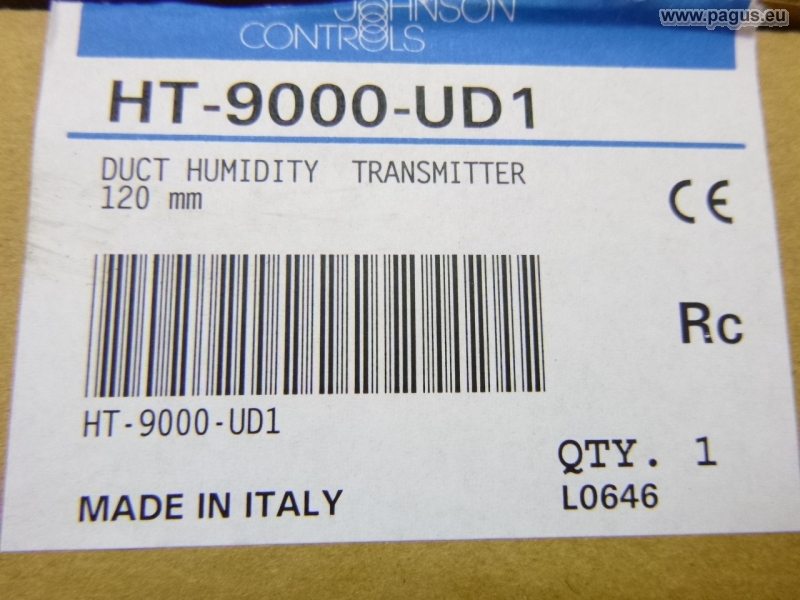 www.pagus.eu
JOHNSON
CONTROLS
HT-9000-UD1
DUCT HUMIDITY TRANSMITTER
120 mm
CE
Rc
HT-9000-UD1
QTY. 1
MADE IN ITALY
L0646